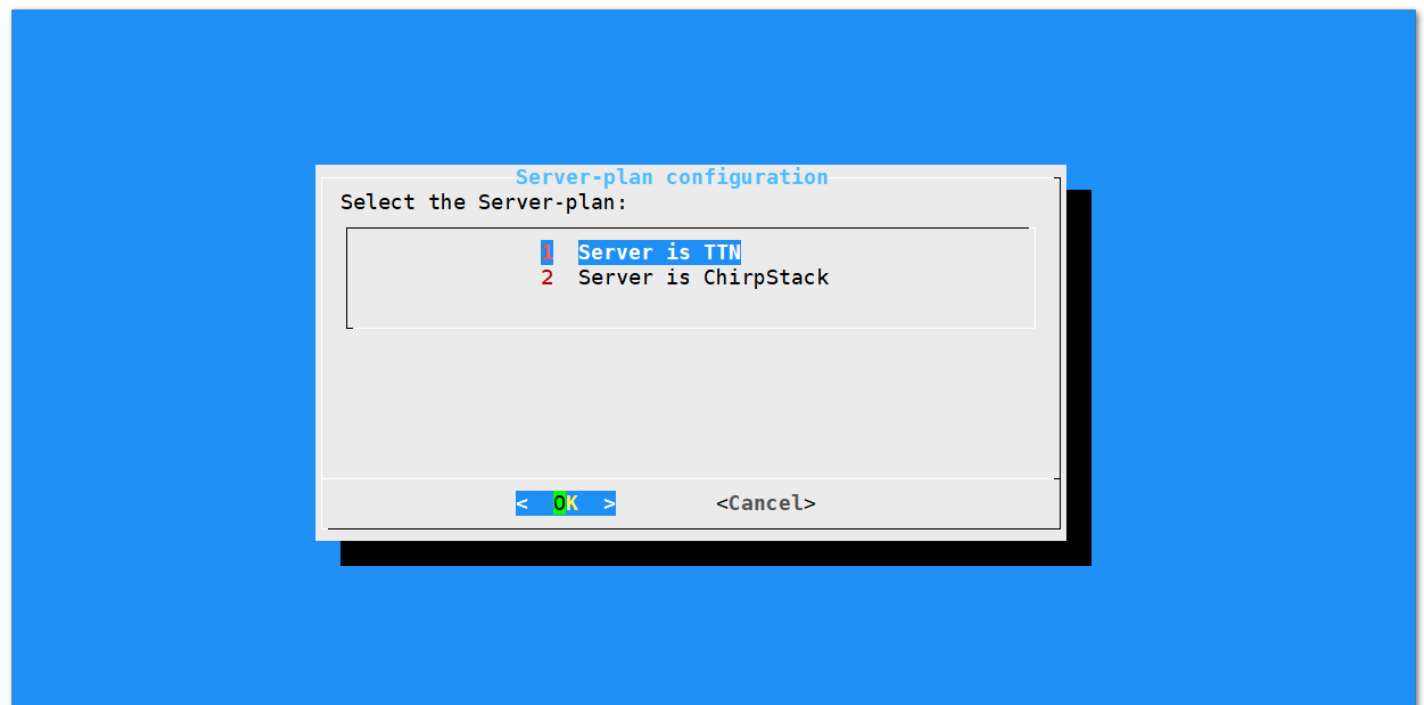 Server-plan configuration
Select the Server-plan:
1 Server is TTN
2 Server is ChirpStack
< OK > <Cancel>